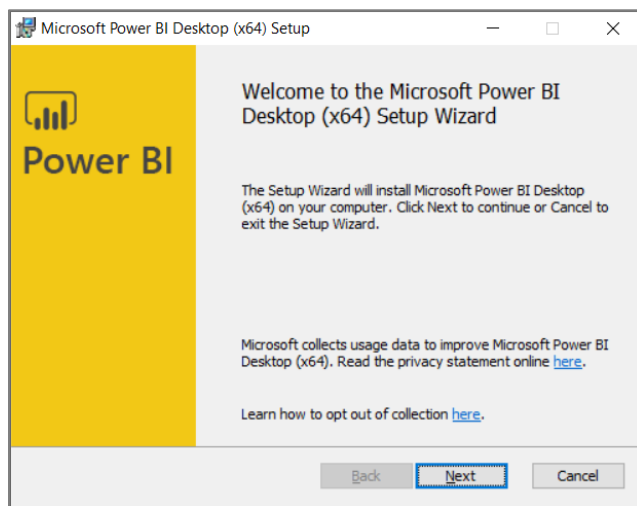 Microsoft Power BI Desktop (x64) Setup
Power BI
Welcome to the Microsoft Power BI
Desktop (x64) Setup Wizard
The Setup Wizard will install Microsoft Power BI Desktop
(x64) on your computer. Click Next to continue or Cancel to
exit the Setup Wizard.
Microsoft collects usage data to improve Microsoft Power BI
Desktop (x64). Read the privacy statement online here.
Learn how to opt out of collection here.
Back Next Cancel